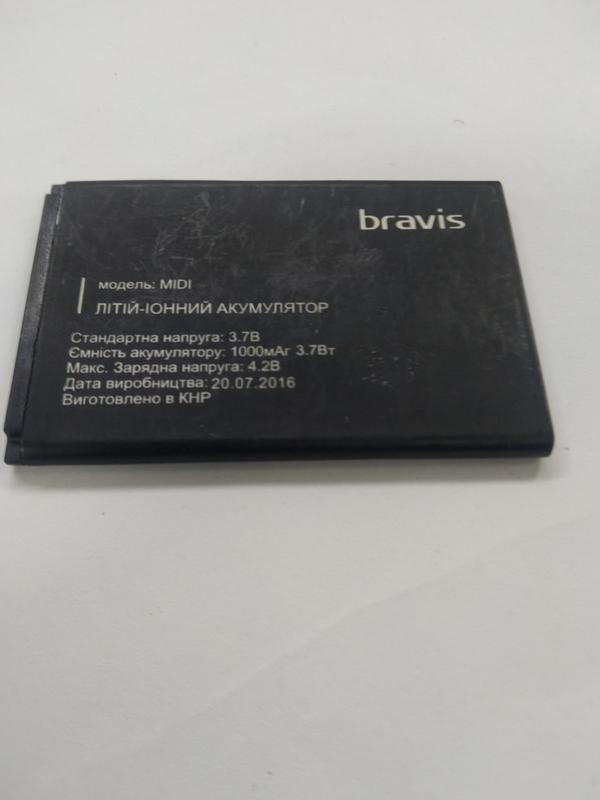 bravis
модель: MIDI
ЛІТІЙ-ІОННИЙ АКУМУЛЯТОР
Стандартна напруга: 3.7В
Ємність акумулятору: 1000мАг 3.7Вт
Макс. Зарядна напруга: 4.2В
Дата виробництва: 20.07.2016
Виготовлено в КНР